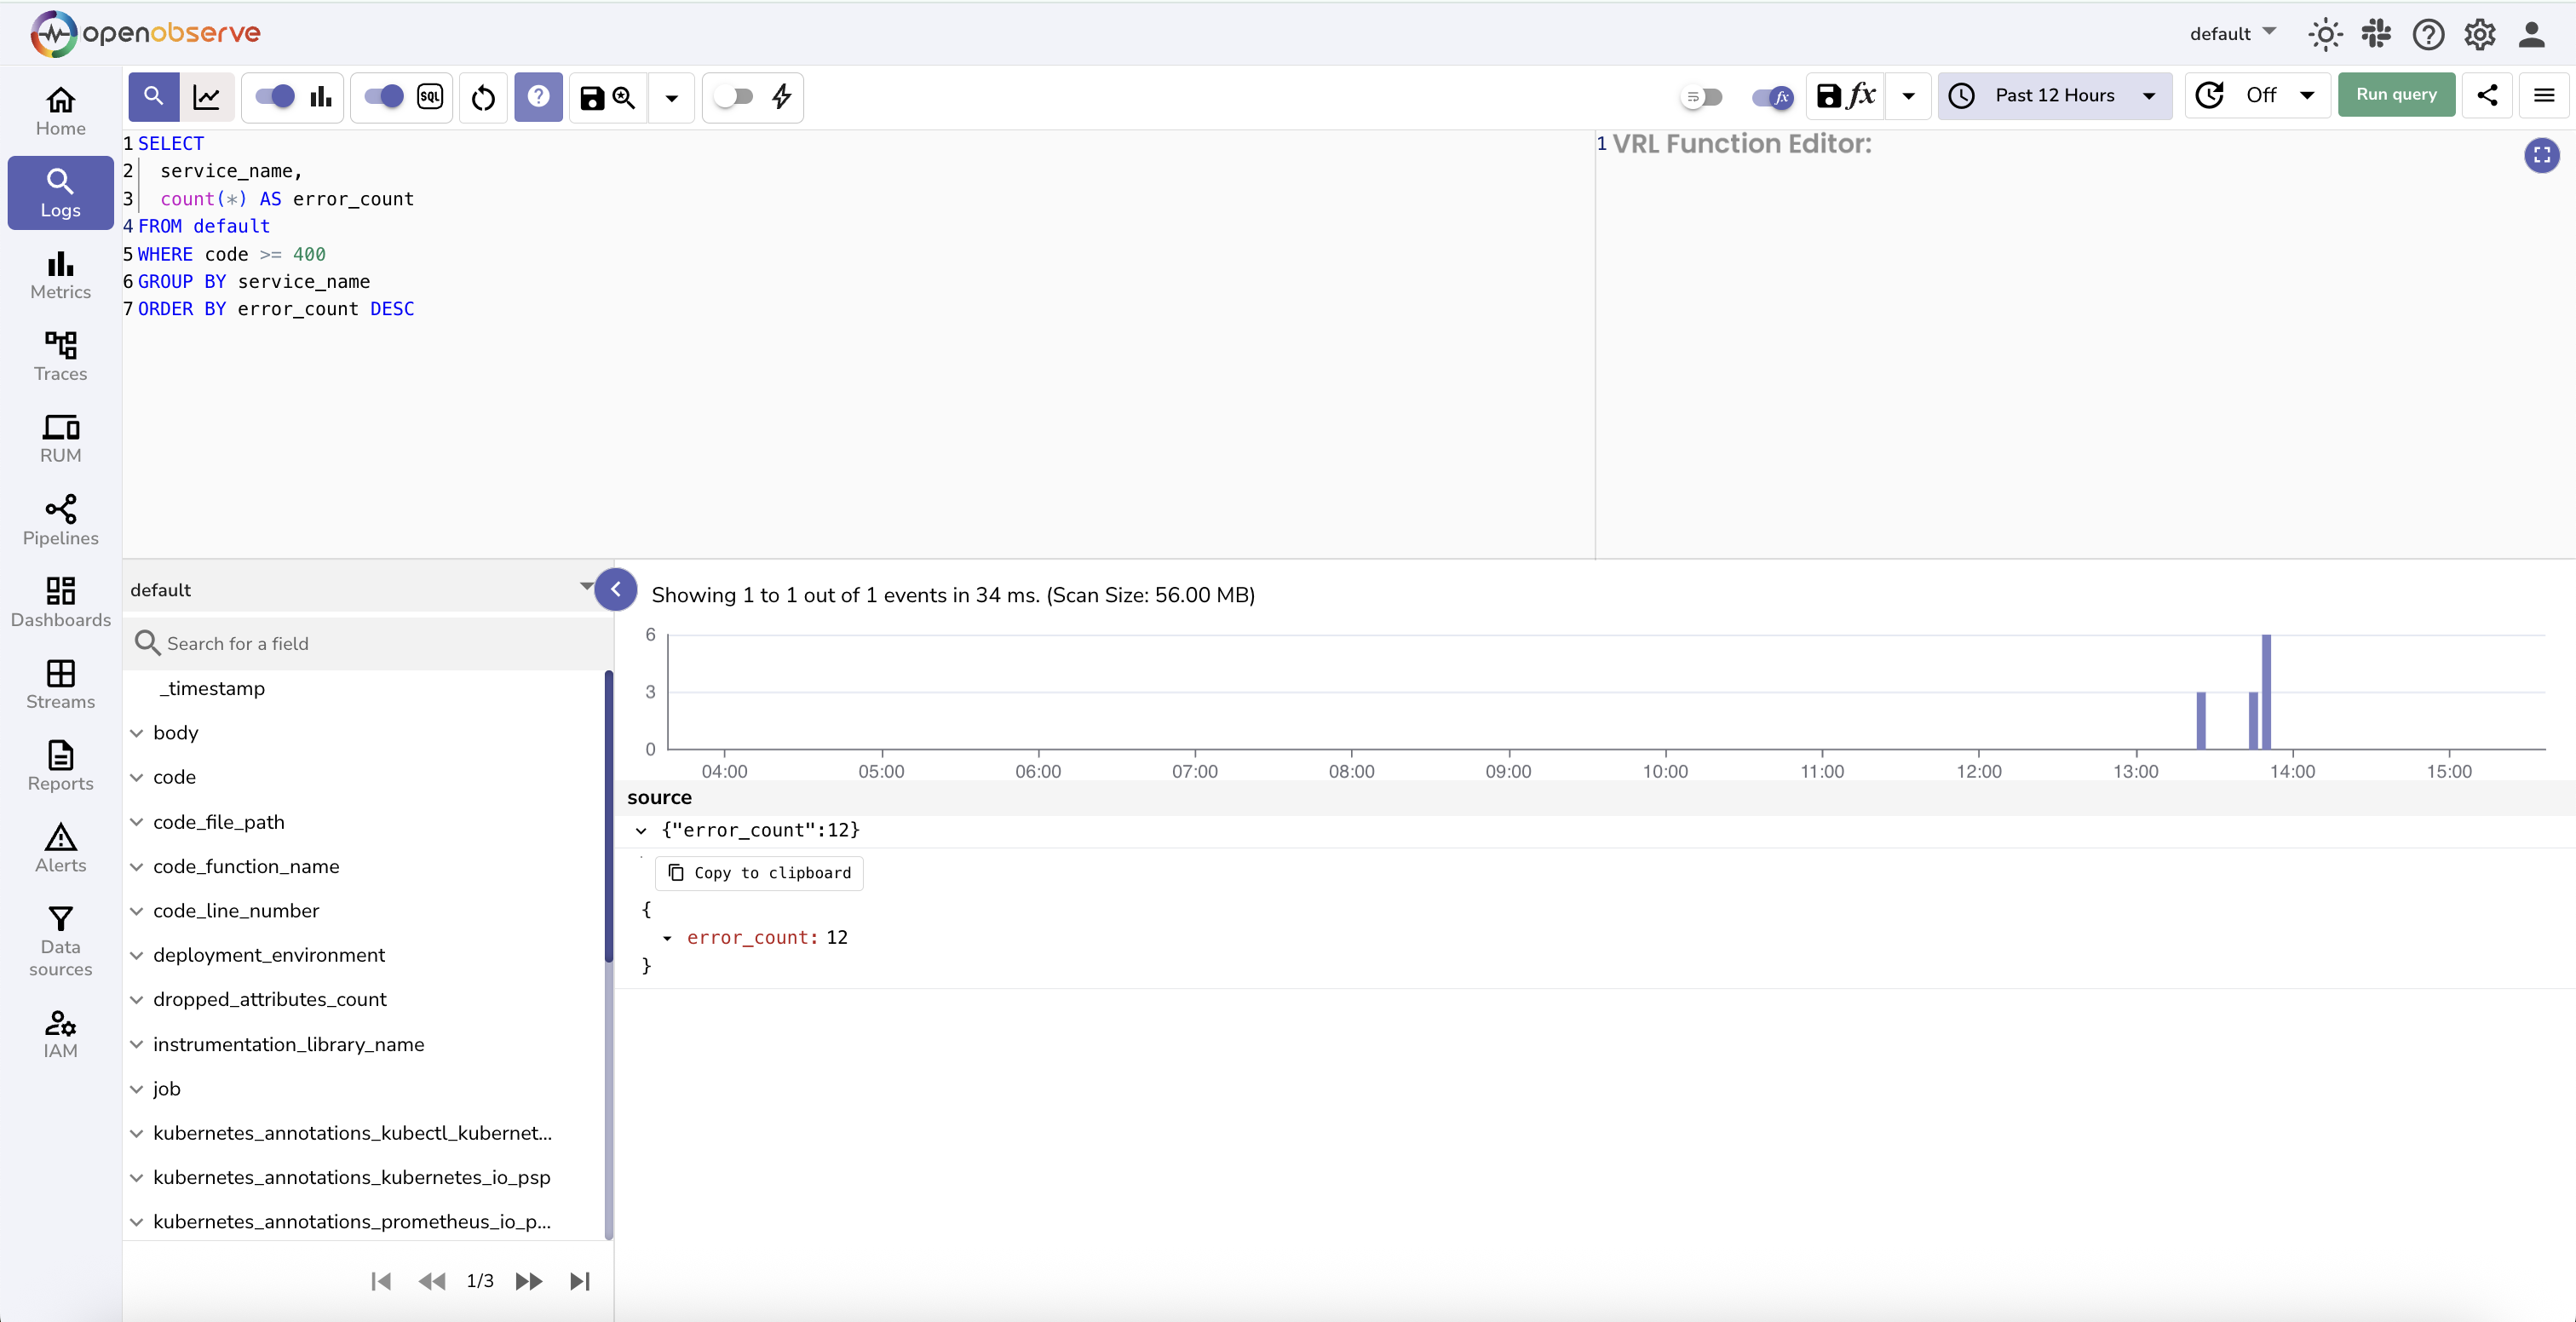 openobserve
default
Home
Logs
Metrics
Traces
RUM
Pipelines
Dashboards
Streams
Reports
Alerts
Data
sources
IAM
SQL
fx
fx
Past 12 Hours
Off
Run query
1 SELECT
2 service_name,
3 count(*) AS error_count
4 FROM default
5 WHERE code >= 400
6 GROUP BY service_name
7 ORDER BY error_count DESC
1 VRL Function Editor:
default
Search for a field
_timestamp
body
code
code_file_path
code_function_name
code_line_number
deployment_environment
dropped_attributes_count
instrumentation_library_name
job
kubernetes_annotations_kubectl_kubernet...
kubernetes_annotations_kubernetes_io_psp
kubernetes_annotations_prometheus_io_p...
1/3
Showing 1 to 1 out of 1 events in 34 ms. (Scan Size: 56.00 MB)
6
3
0
04:00 05:00 06:00 07:00 08:00 09:00 10:00 11:00 12:00 13:00 14:00 15:00
source
{"error_count":12}
Copy to clipboard
{
error_count: 12
}